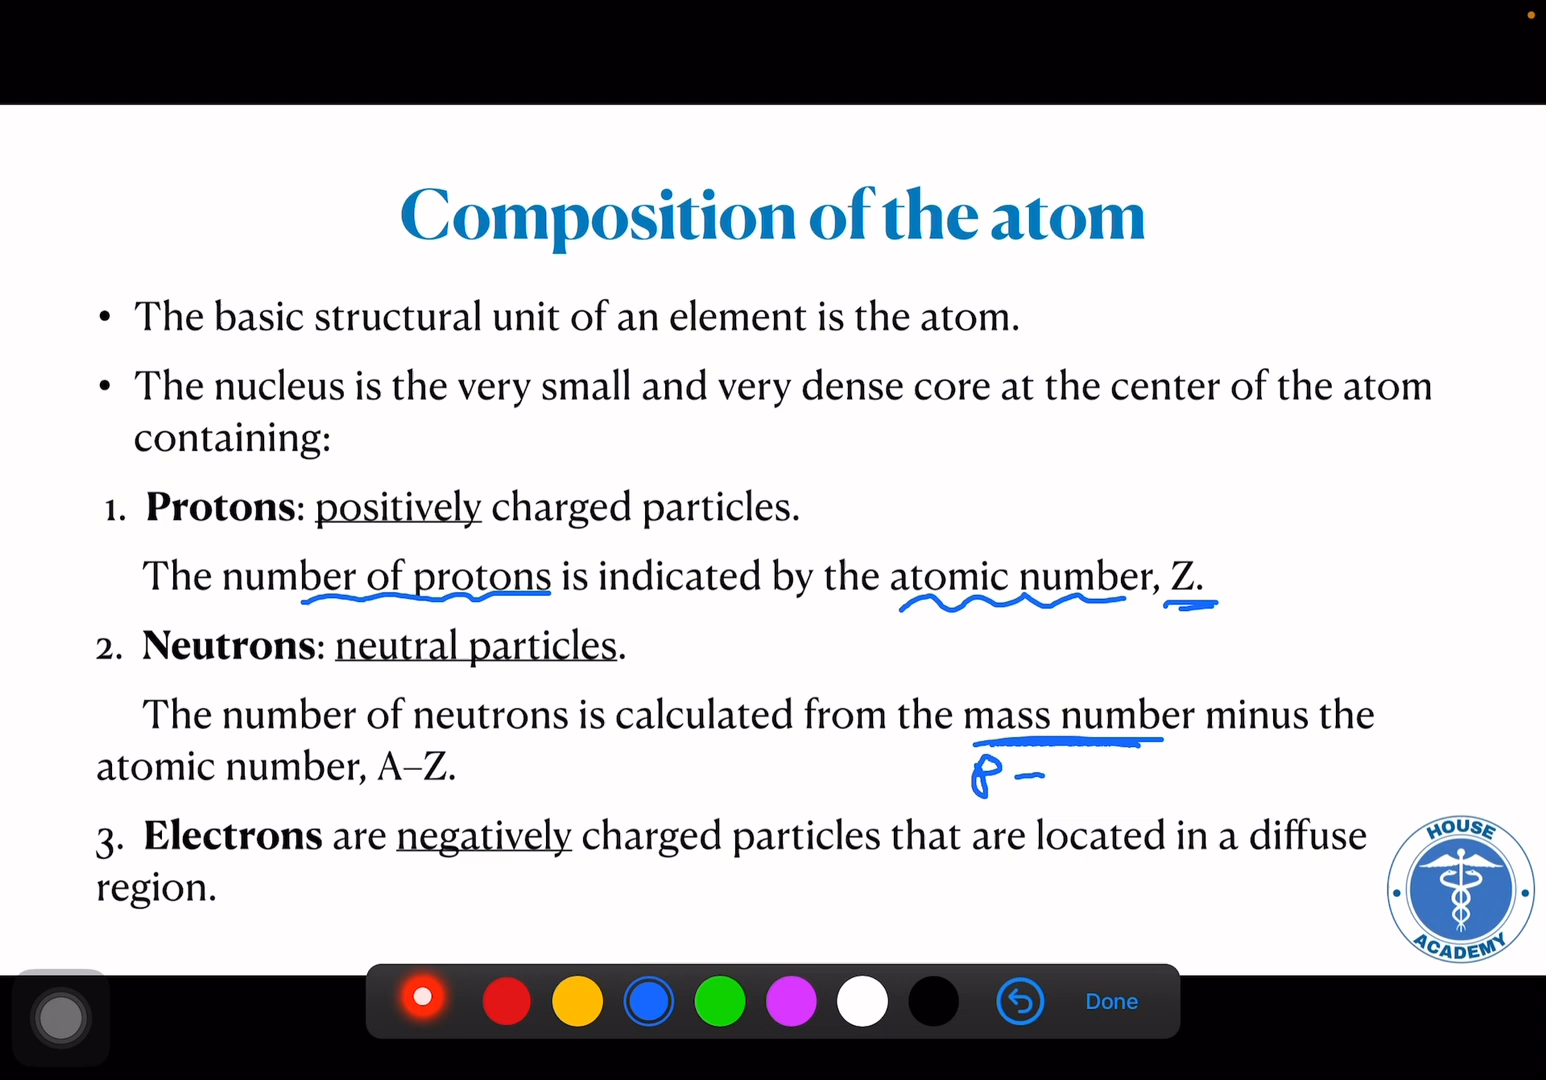 Composition of the atom
• The basic structural unit of an element is the atom.
• The nucleus is the very small and very dense core at the center of the atom
containing:
1. Protons: positively charged particles.
The number of protons is indicated by the atomic number, Z.
2. Neutrons: neutral particles.
The number of neutrons is calculated from the mass number minus the
atomic number, A–Z.
P –
3. Electrons are negatively charged particles that are located in a diffuse
region.
HOUSE
ACADEMY
Done